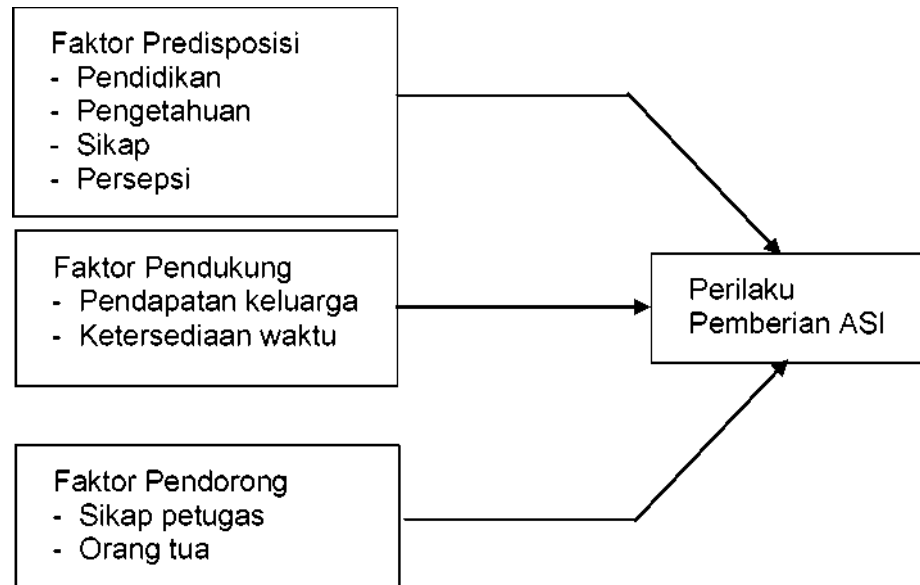 Faktor Predisposisi
- Pendidikan
- Pengetahuan
- Sikap
- Persepsi
Faktor Pendukung
- Pendapatan keluarga
- Ketersediaan waktu
Perilaku
Pemberian ASI
Faktor Pendorong
- Sikap petugas
- Orang tua